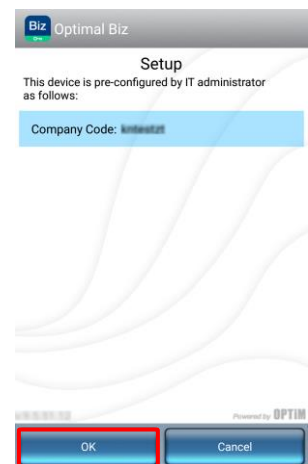 Biz
Optimal Biz
Setup
This device is pre-configured by IT administrator
as follows:
Company Code:
Powered by OPTiM
OK
Cancel